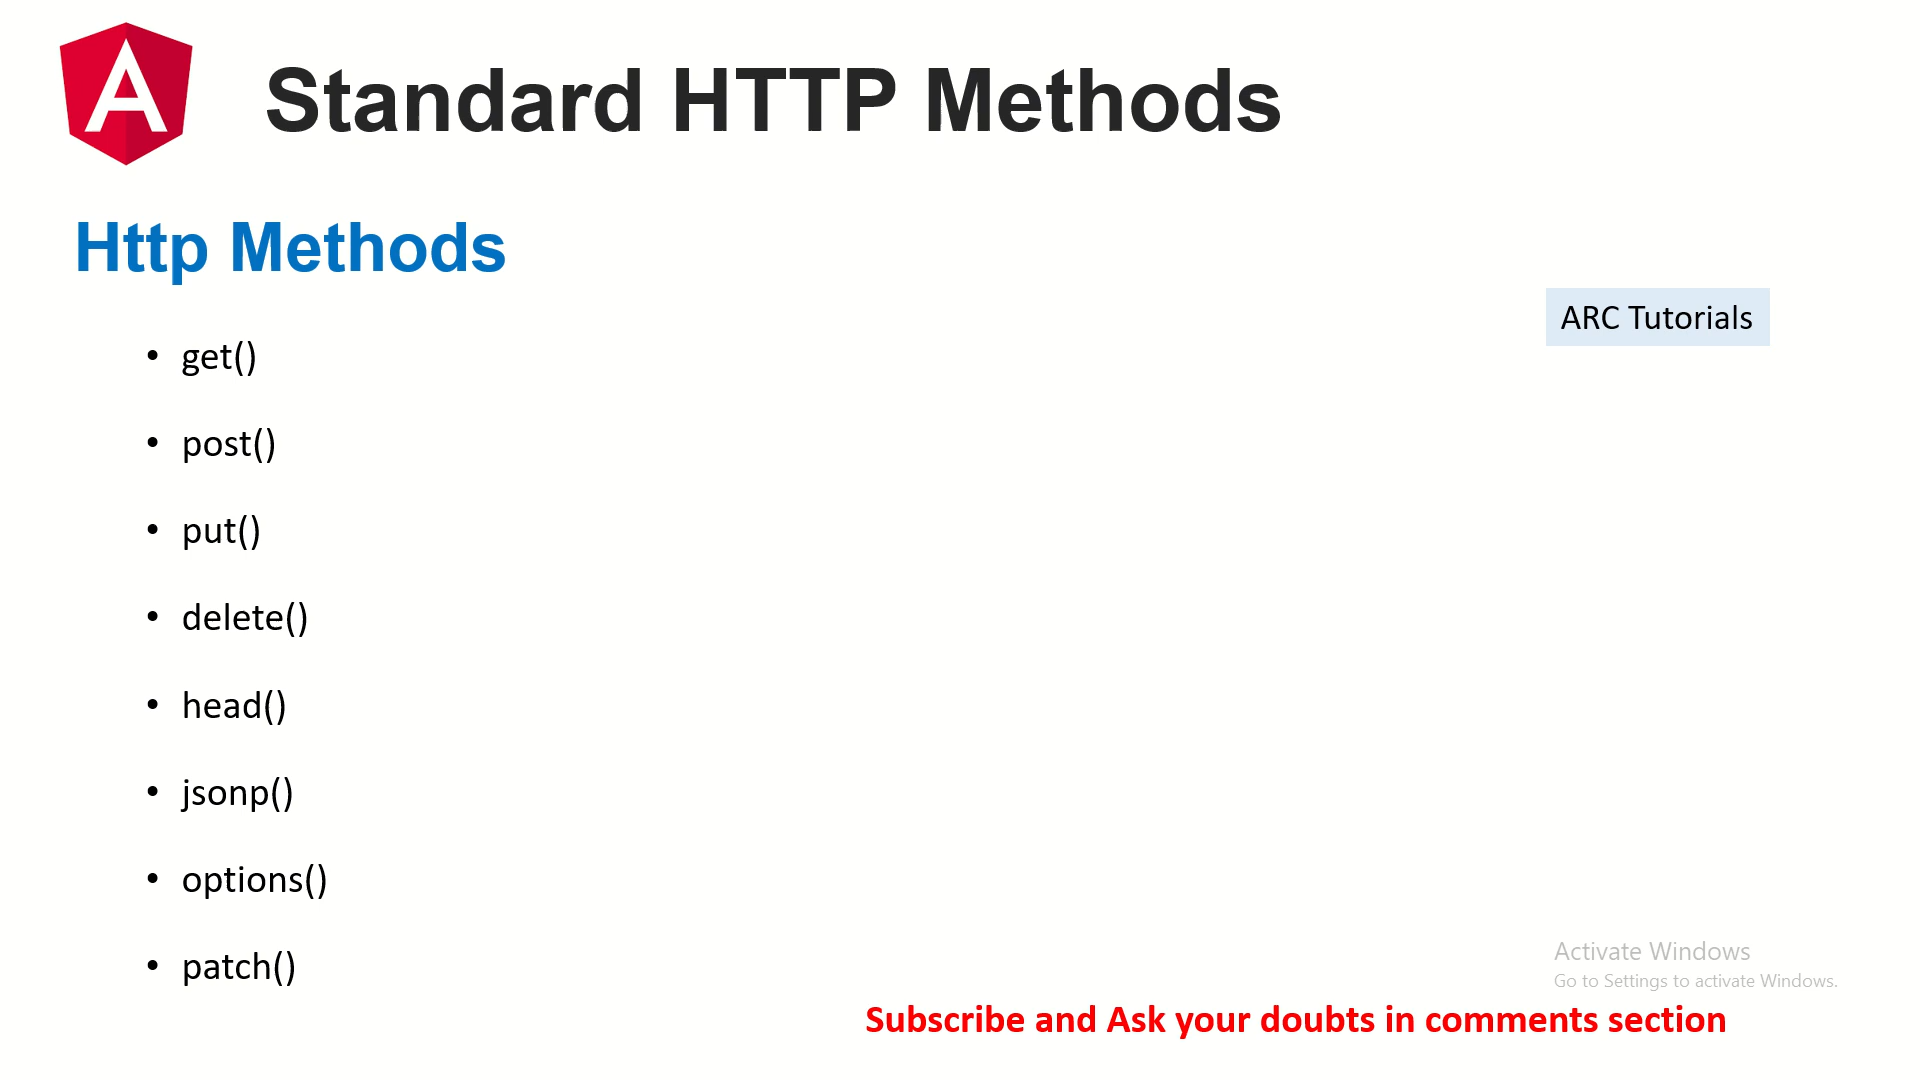 Standard HTTP Methods
Http Methods
ARC Tutorials
• get()
• post()
• put()
• delete()
• head()
• jsonp()
• options()
• patch()
Activate Windows
Go to Settings to activate Windows.
Subscribe and Ask your doubts in comments section